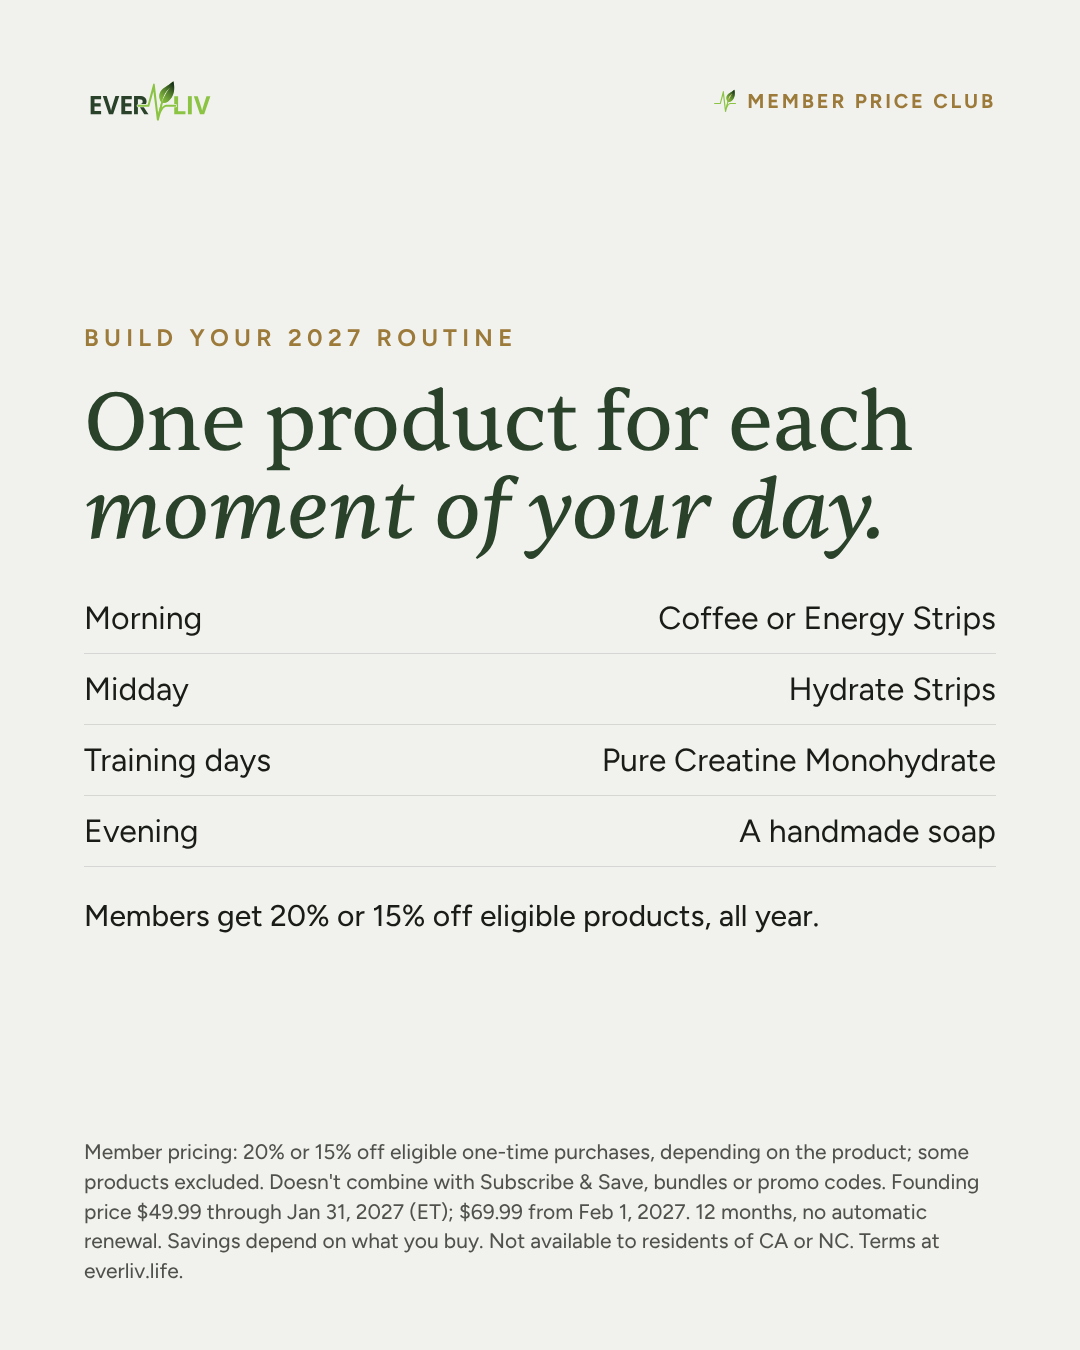 EVERLIV
MEMBER PRICE CLUB
BUILD YOUR 2027 ROUTINE
One product for each
moment of your day.
Morning Coffee or Energy Strips
Midday Hydrate Strips
Training days Pure Creatine Monohydrate
Evening A handmade soap
Members get 20% or 15% off eligible products, all year.
Member pricing: 20% or 15% off eligible one-time purchases, depending on the product; some
products excluded. Doesn't combine with Subscribe & Save, bundles or promo codes. Founding
price $49.99 through Jan 31, 2027 (ET); $69.99 from Feb 1, 2027. 12 months, no automatic
renewal. Savings depend on what you buy. Not available to residents of CA or NC. Terms at
everliv.life.